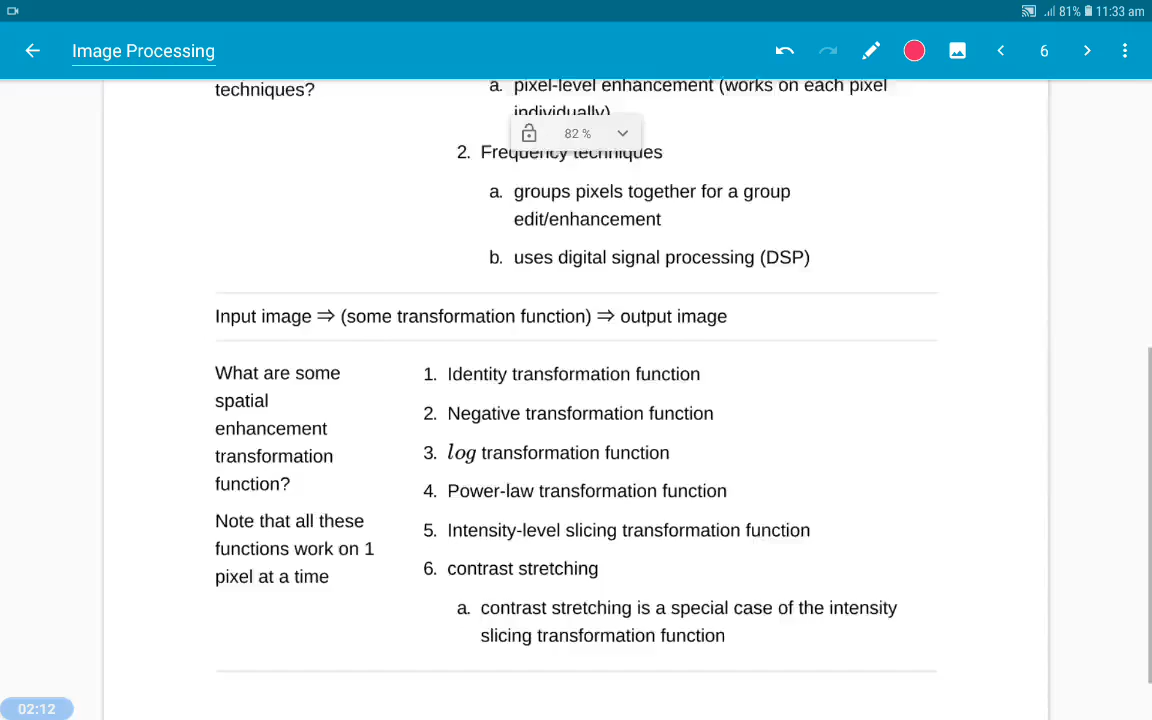 81% 11:33 am
Image Processing
6
techniques?
a. pixel-level enhancement (works on each pixel
individually)
82 %
2. Frequency techniques
a. groups pixels together for a group
edit/enhancement
b. uses digital signal processing (DSP)
Input image ⇒ (some transformation function) ⇒ output image
What are some
spatial
enhancement
transformation
function?
Note that all these
functions work on 1
pixel at a time
1. Identity transformation function
2. Negative transformation function
3. log transformation function
4. Power-law transformation function
5. Intensity-level slicing transformation function
6. contrast stretching
a. contrast stretching is a special case of the intensity
slicing transformation function
02:12